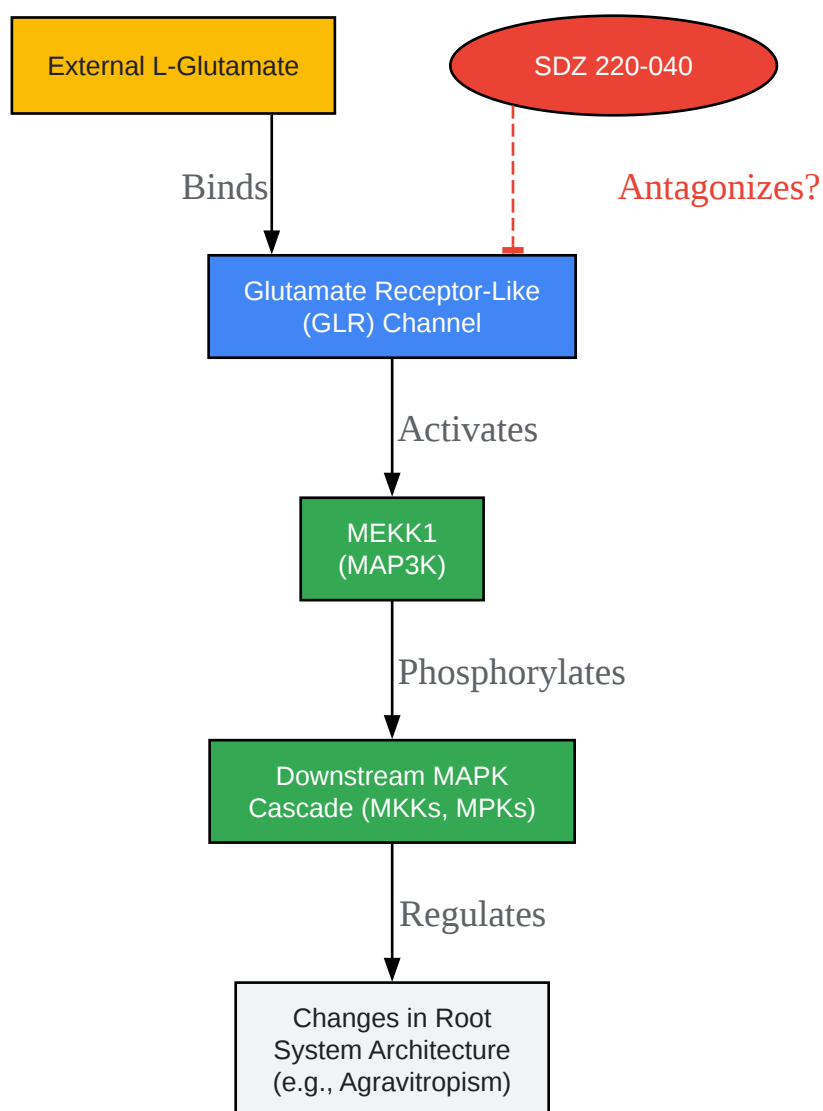 External L-Glutamate
SDZ 220-040
Binds
Antagonizes?
Glutamate Receptor-Like
(GLR) Channel
Activates
MEKK1
(MAP3K)
Phosphorylates
Downstream MAPK
Cascade (MKKs, MPKs)
Regulates
Changes in Root
System Architecture
(e.g., Agravitropism)